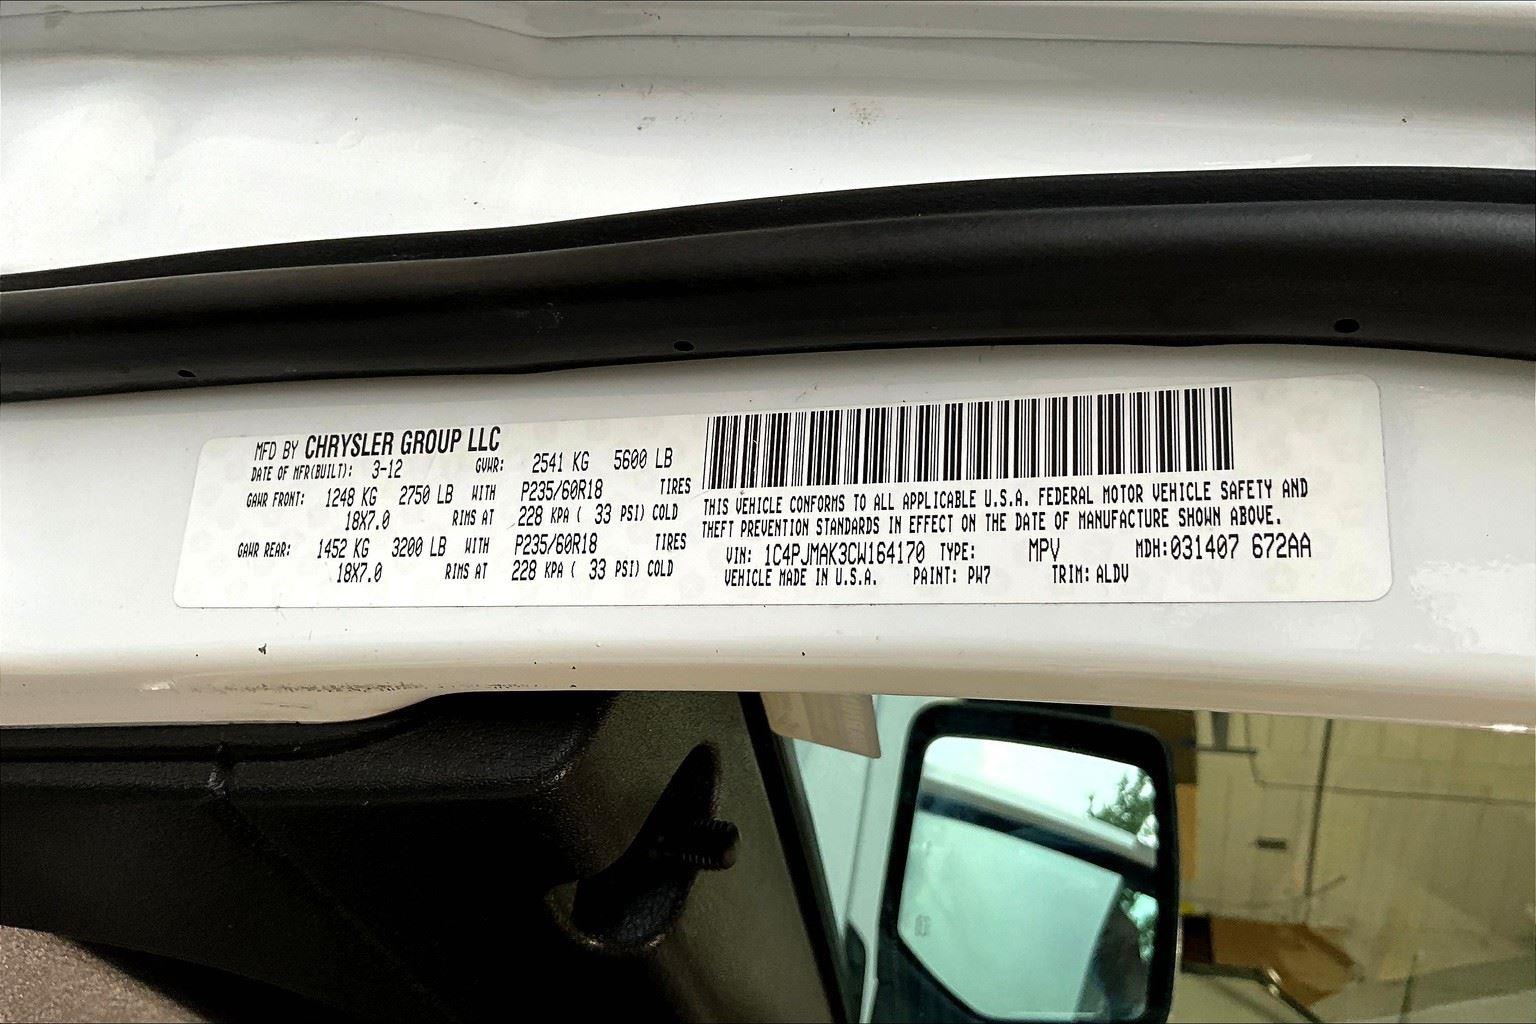 MFD BY CHRYSLER GROUP LLC
DATE OF MFR(BUILT): 3-12 GVWR: 2541 KG 5600 LB
GAWR FRONT: 1248 KG 2750 LB WITH P235/60R18 TIRES
18X7.0 RIMS AT 228 KPA ( 33 PSI) COLD
GAWR REAR: 1452 KG 3200 LB WITH P235/60R18 TIRES
18X7.0 RIMS AT 228 KPA ( 33 PSI) COLD
THIS VEHICLE CONFORMS TO ALL APPLICABLE U.S.A. FEDERAL MOTOR VEHICLE SAFETY AND
THEFT PREVENTION STANDARDS IN EFFECT ON THE DATE OF MANUFACTURE SHOWN ABOVE.
VIN: 1C4PJMAK3CW164170 TYPE: MPV MDH:031407 672AA
VEHICLE MADE IN U.S.A. PAINT: PW7 TRIM: ALDV